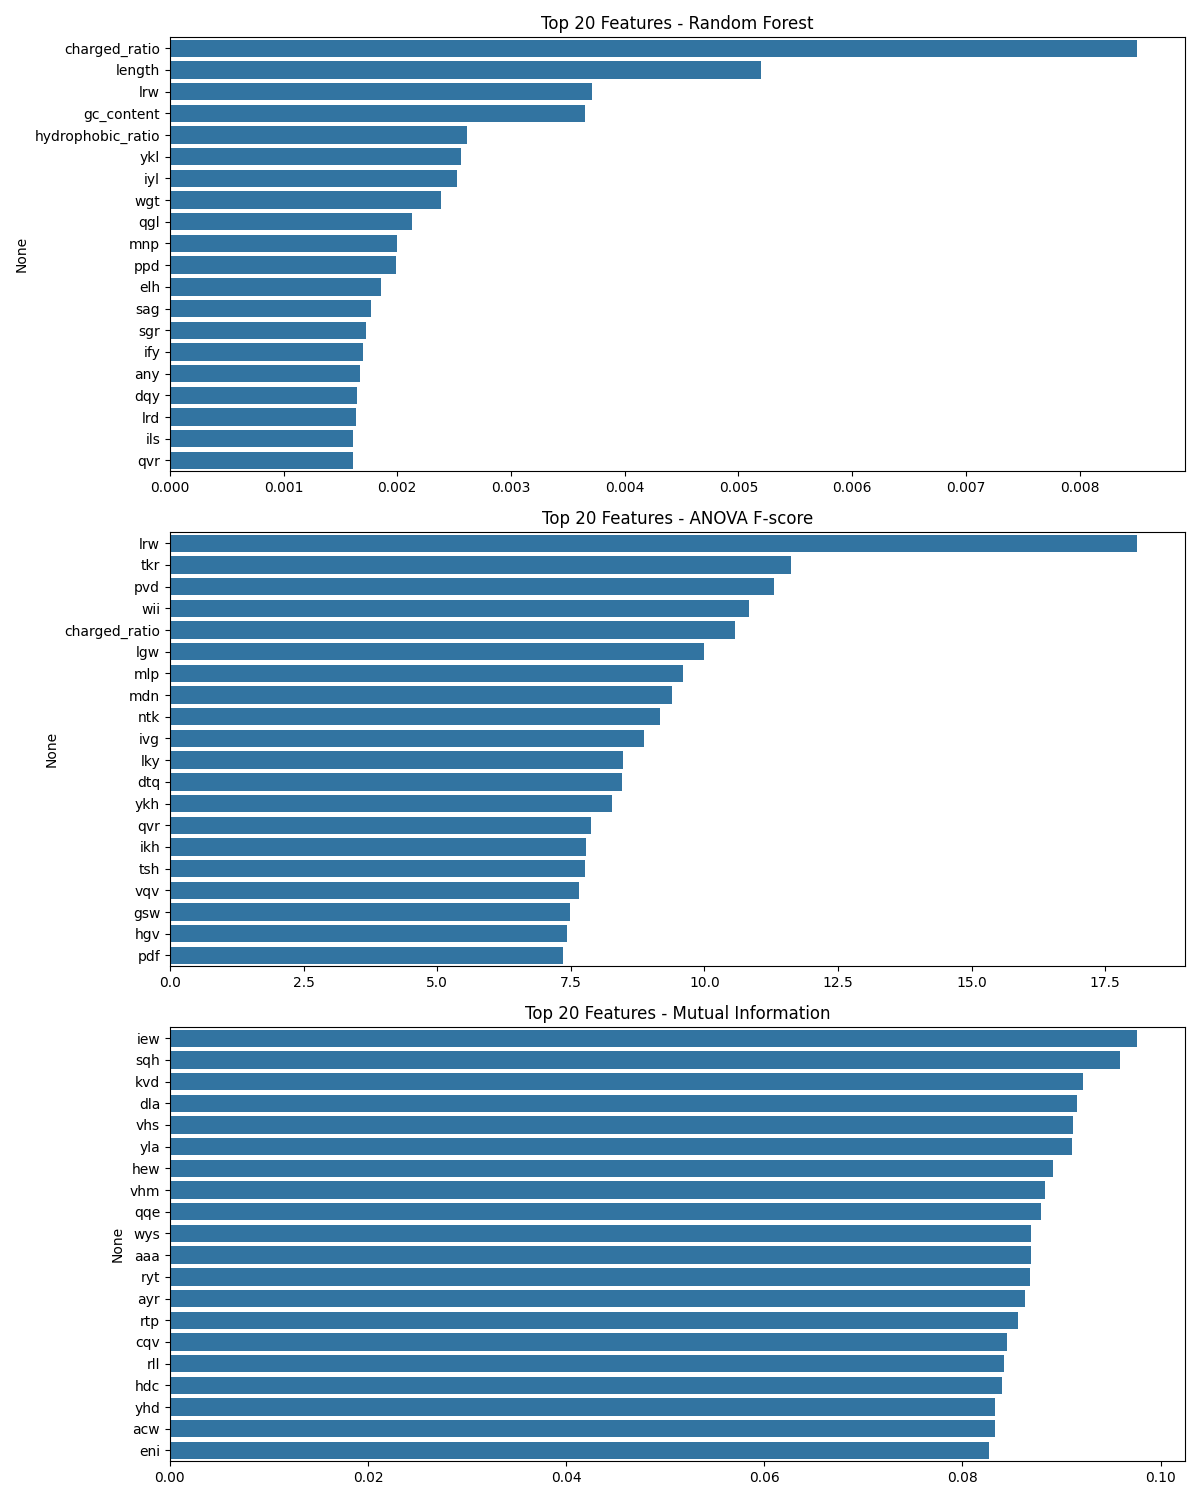 Top 20 Features - Random Forest
charged_ratio
length
lrw
gc_content
hydrophobic_ratio
ykl
iyl
wgt
qgl
mnp
ppd
elh
sag
sgr
ify
any
dqy
lrd
ils
qvr
None
0.000 0.001 0.002 0.003 0.004 0.005 0.006 0.007 0.008
Top 20 Features - ANOVA F-score
lrw
tkr
pvd
wii
charged_ratio
lgw
mlp
mdn
ntk
ivg
lky
dtq
ykh
qvr
ikh
tsh
vqv
gsw
hgv
pdf
None
0.0 2.5 5.0 7.5 10.0 12.5 15.0 17.5
Top 20 Features - Mutual Information
iew
sqh
kvd
dla
vhs
yla
hew
vhm
qqe
wys
aaa
ryt
ayr
rtp
cqv
rll
hdc
yhd
acw
eni
None
0.00 0.02 0.04 0.06 0.08 0.10